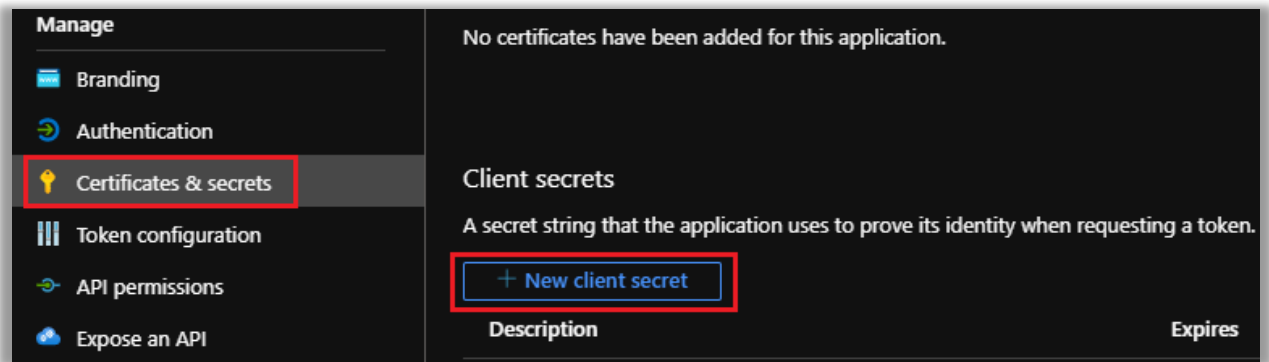 Manage
Branding
Authentication
Certificates & secrets
Token configuration
API permissions
Expose an API
No certificates have been added for this application.
Client secrets
A secret string that the application uses to prove its identity when requesting a token.
+ New client secret
Description Expires